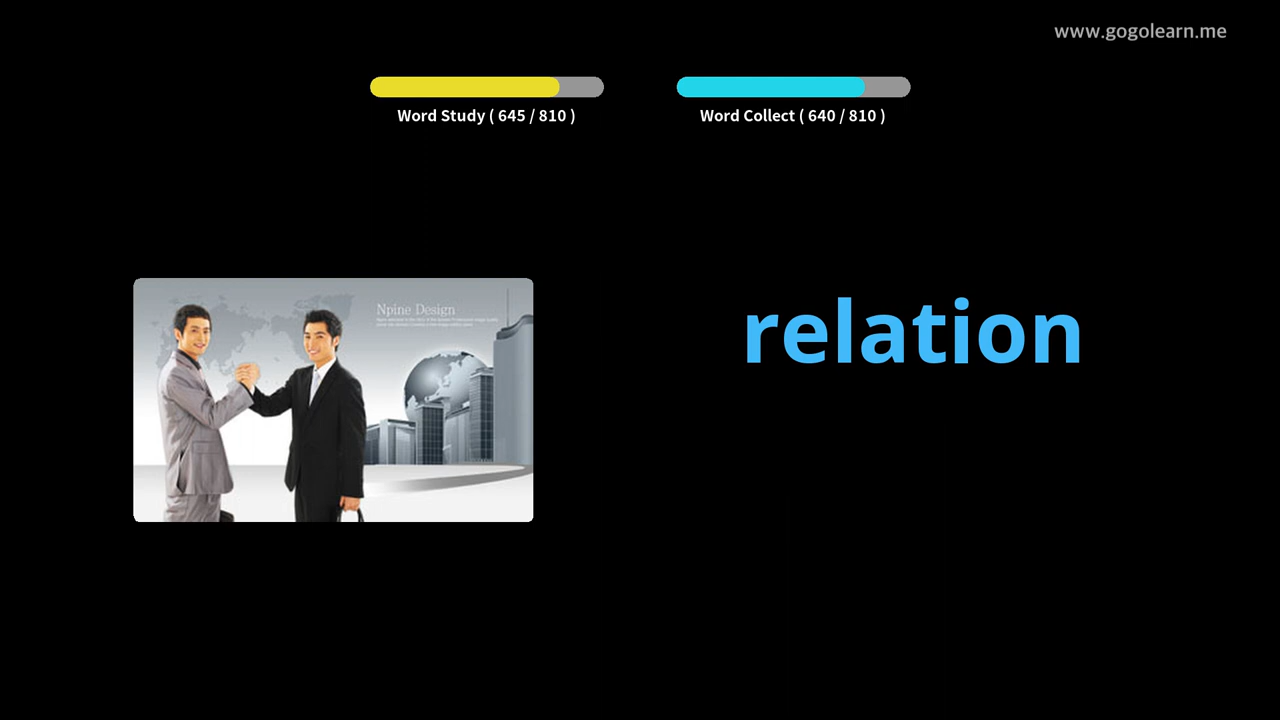 www.gogolearn.me
Word Study ( 645 / 810 )
Word Collect ( 640 / 810 )
Npine Design
relation